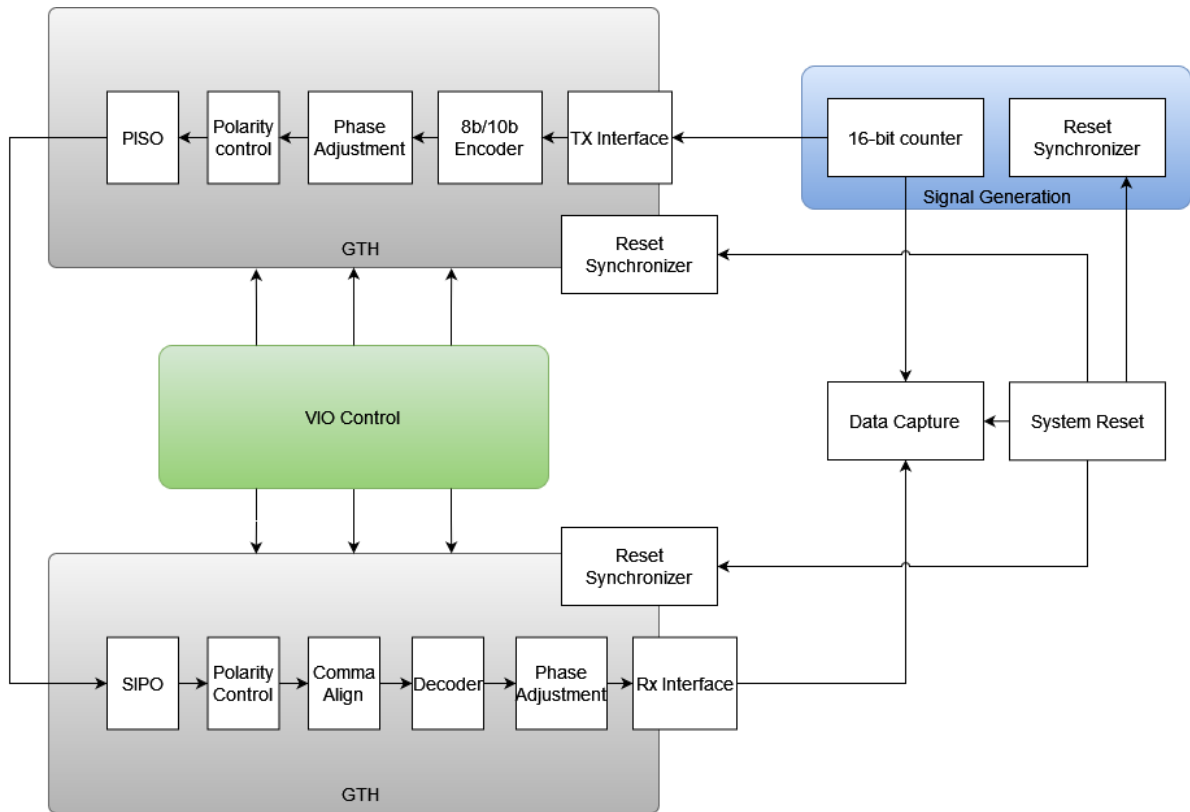 PISO
Polarity
control
Phase
Adjustment
8b/10b
Encoder
TX Interface
16-bit counter
Reset
Synchronizer
Signal Generation
GTH
Reset
Synchronizer
VIO Control
Data Capture
System Reset
Reset
Synchronizer
SIPO
Polarity
Control
Comma
Align
Decoder
Phase
Adjustment
Rx Interface
GTH